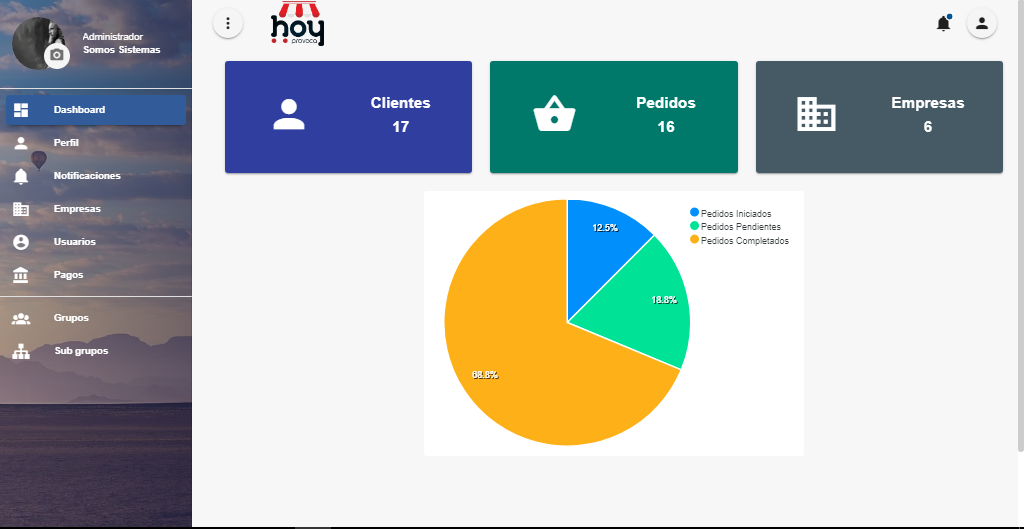 Administrador
Somos Sistemas
Dashboard
Perfil
Notificaciones
Empresas
Usuarios
Pagos
Grupos
Sub grupos
hoy
provoca
Clientes
17
Pedidos
16
Empresas
6
12.5%
18.8%
68.8%
Pedidos Iniciados
Pedidos Pendientes
Pedidos Completados